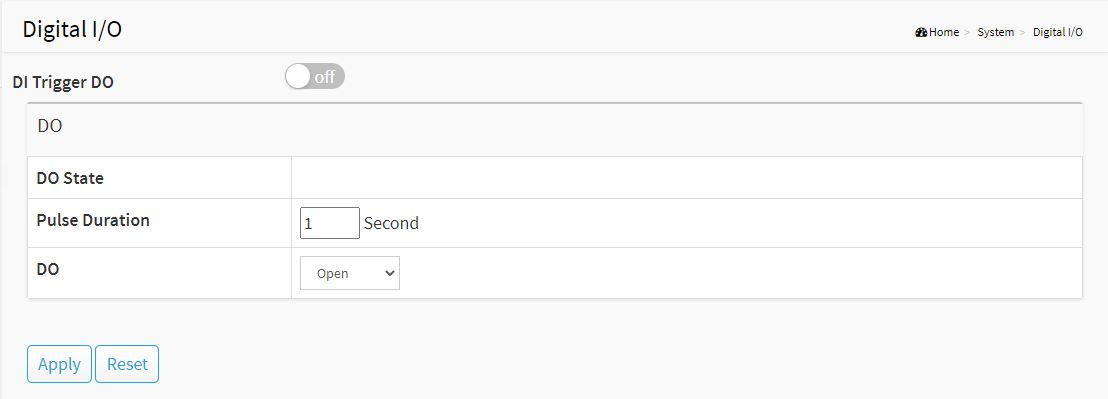 Digital I/O
Home > System > Digital I/O
DI Trigger DO off
DO
DO State
Pulse Duration 1 Second
DO Open
Apply Reset